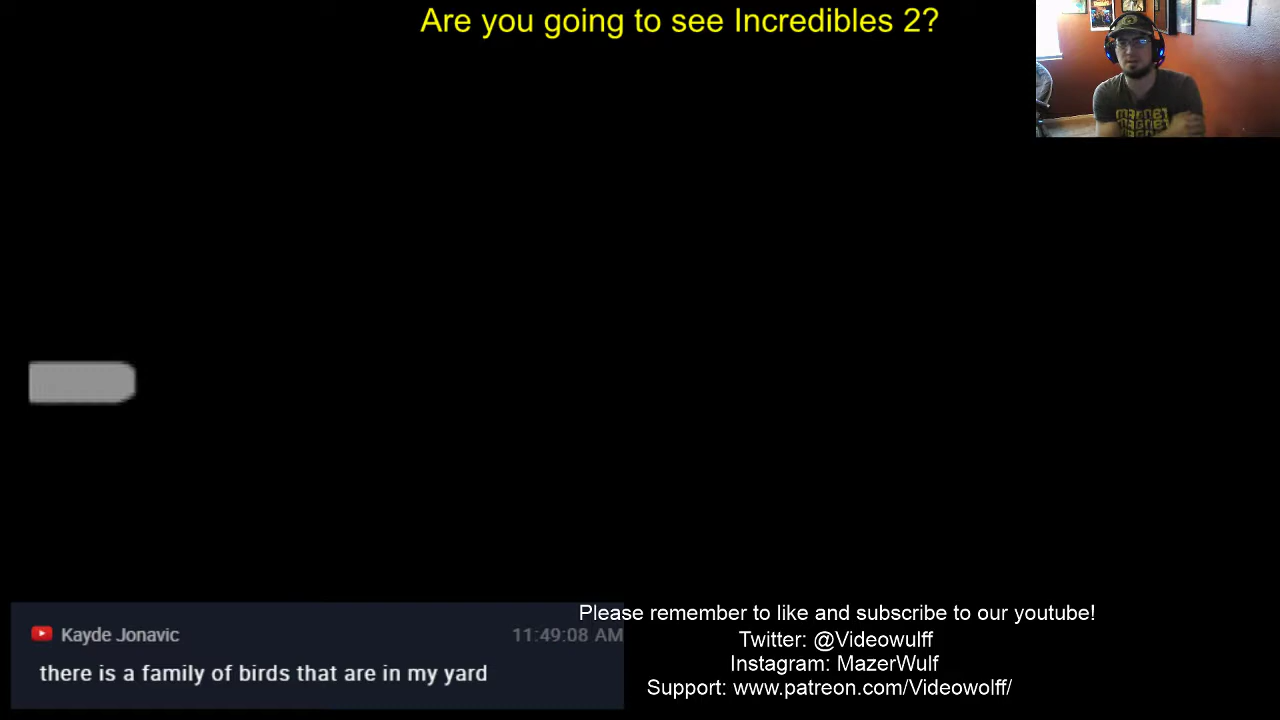 Are you going to see Incredibles 2?
Kayde Jonavic
11:49:08 AM
there is a family of birds that are in my yard
Please remember to like and subscribe to our youtube!
Twitter: @Videowulff
Instagram: MazerWulf
Support: www.patreon.com/Videowolff/